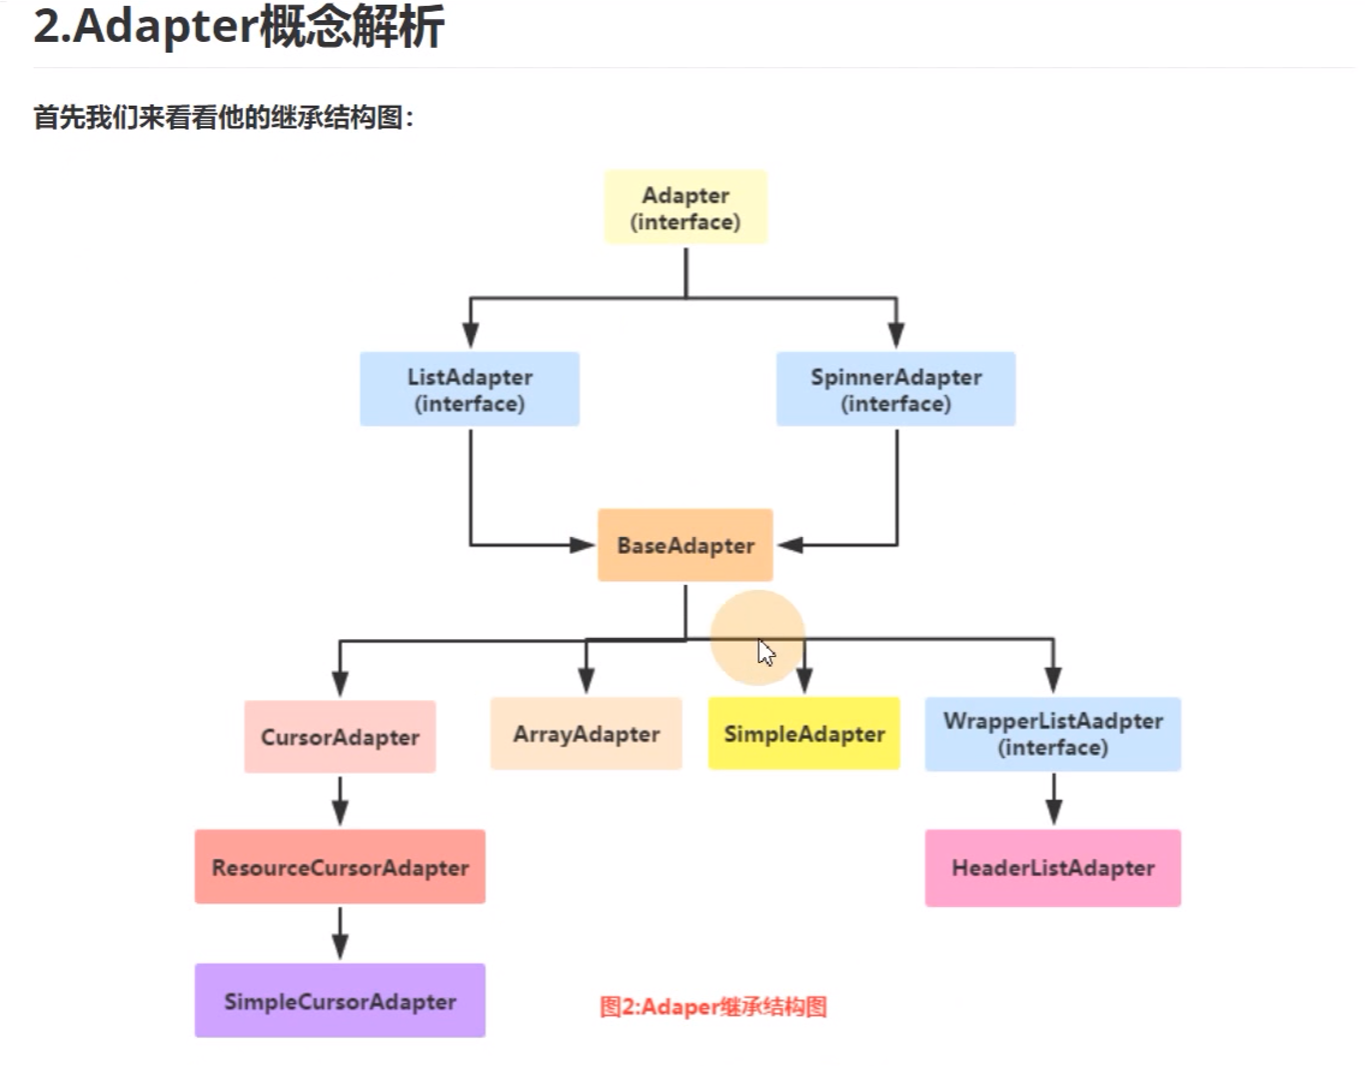 2.Adapter概念解析
首先我们来看看他的继承结构图：
Adapter
(interface)
ListAdapter
(interface)
SpinnerAdapter
(interface)
BaseAdapter
CursorAdapter
ArrayAdapter
SimpleAdapter
WrapperListAadpter
(interface)
ResourceCursorAdapter
HeaderListAdapter
SimpleCursorAdapter
图2:Adaper继承结构图